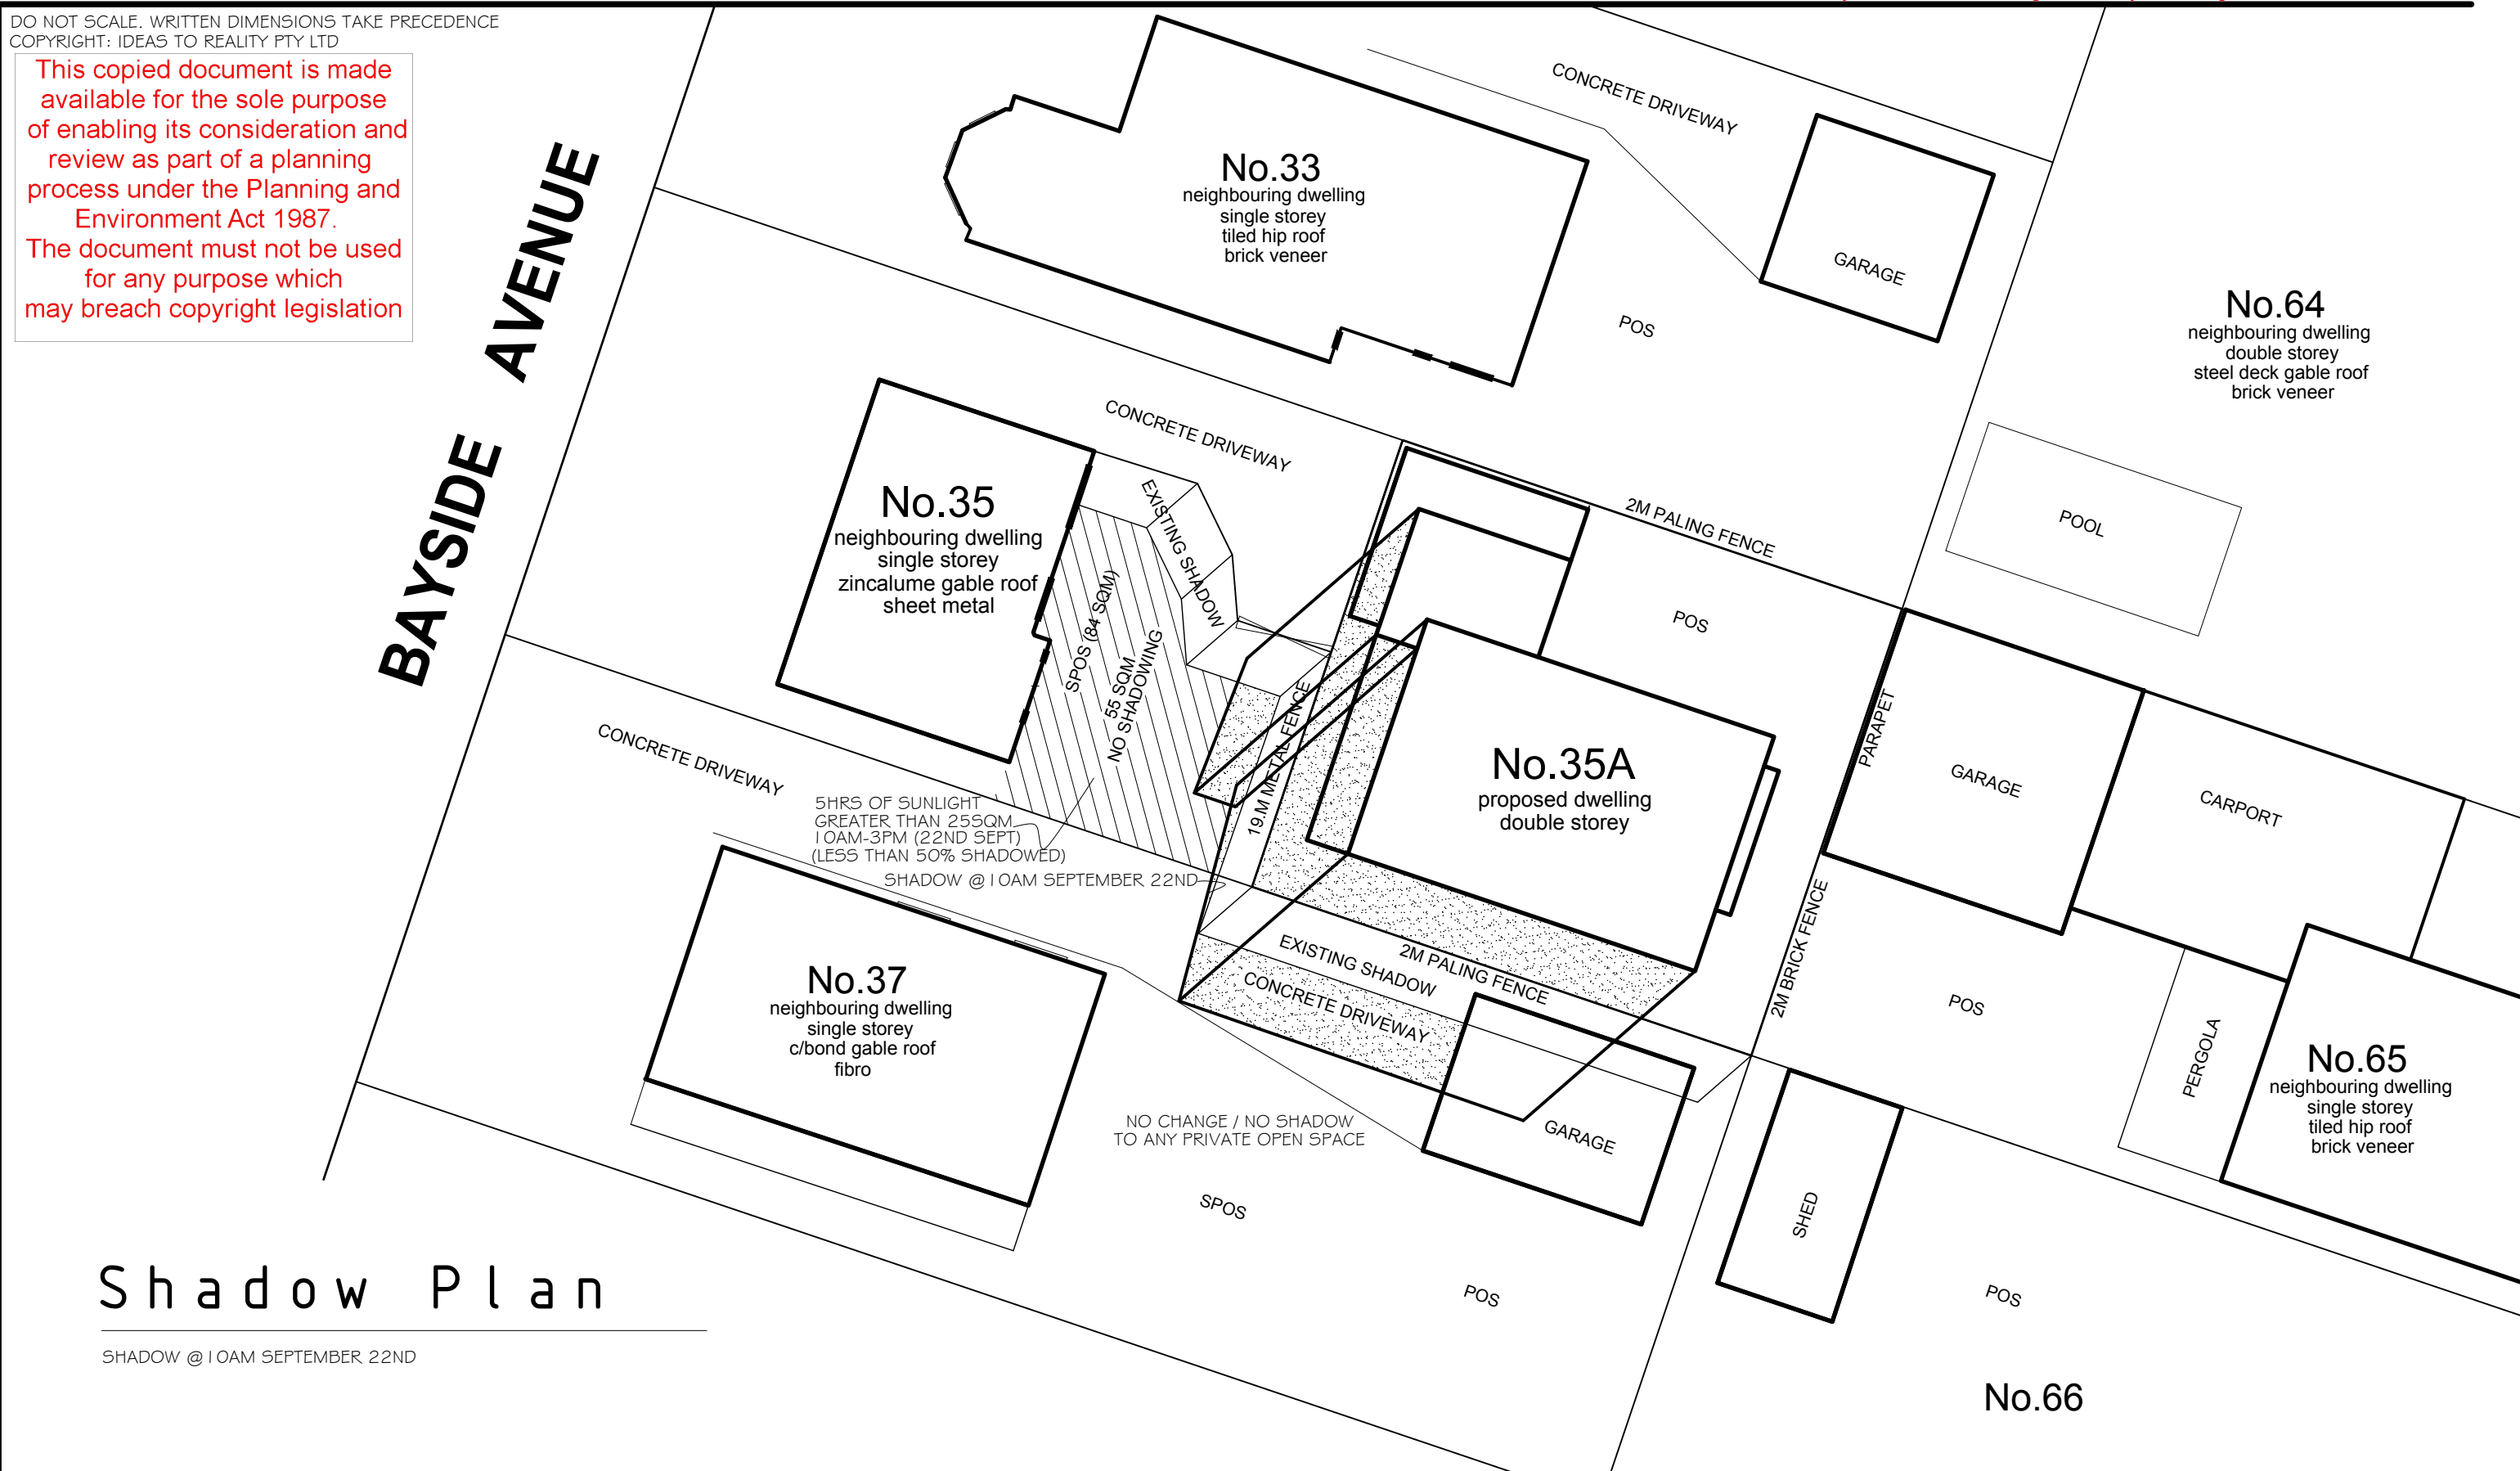 DO NOT SCALE. WRITTEN DIMENSIONS TAKE PRECEDENCE
COPYRIGHT: IDEAS TO REALITY PTY LTD
This copied document is made
available for the sole purpose
of enabling its consideration and
review as part of a planning
process under the Planning and
Environment Act 1987.
The document must not be used
for any purpose which
may breach copyright legislation
BAYSIDE AVENUE
No.33
neighbouring dwelling
single storey
tiled hip roof
brick veneer
CONCRETE DRIVEWAY
GARAGE
POS
No.64
neighbouring dwelling
double storey
steel deck gable roof
brick veneer
POOL
CONCRETE DRIVEWAY
No.35
neighbouring dwelling
single storey
zincalume gable roof
sheet metal
EXISTING SHADOW
SPOS (84 SQM)
55 SQM
NO SHADOWING
2M PALING FENCE
POS
19.M METAL FENCE
No.35A
proposed dwelling
double storey
PARAPET
GARAGE
CARPORT
CONCRETE DRIVEWAY
5HRS OF SUNLIGHT
GREATER THAN 25SQM
10AM-3PM (22ND SEPT)
(LESS THAN 50% SHADOWED)
SHADOW @ 10AM SEPTEMBER 22ND
2M BRICK FENCE
EXISTING SHADOW
2M PALING FENCE
CONCRETE DRIVEWAY
No.37
neighbouring dwelling
single storey
c/bond gable roof
fibro
NO CHANGE / NO SHADOW
TO ANY PRIVATE OPEN SPACE
GARAGE
SPOS
POS
POS
PERGOLA
No.65
neighbouring dwelling
single storey
tiled hip roof
brick veneer
SHED
POS
No.66
Shadow Plan
SHADOW @ 10AM SEPTEMBER 22ND